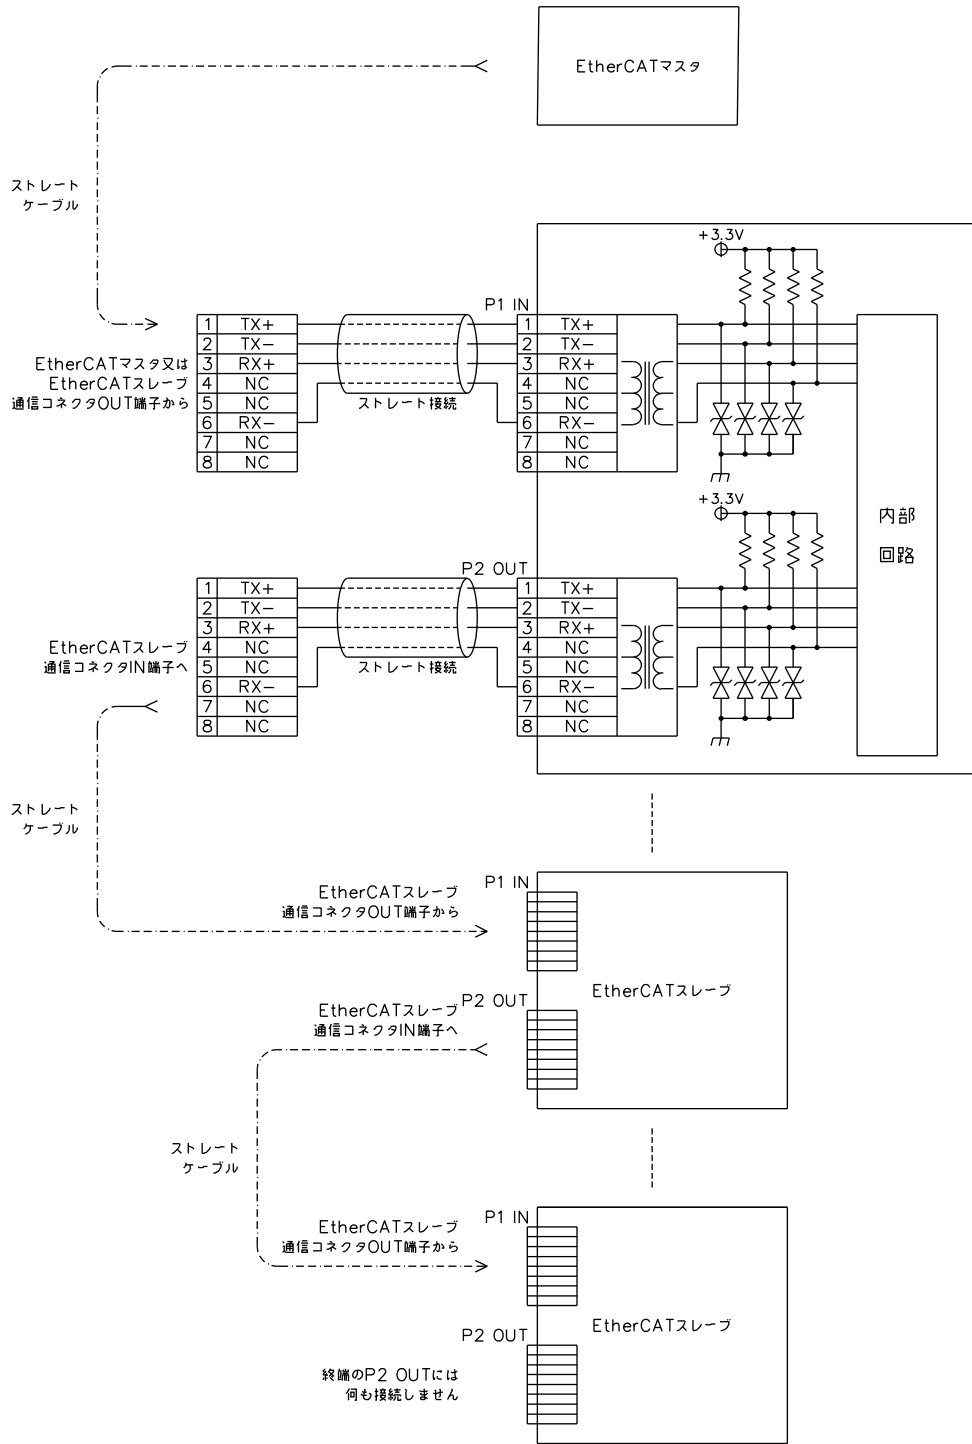 EtherCATマスタ
ストレート
ケーブル
+3.3V
P1 IN
1 TX+
2 TX−
3 RX+
4 NC
5 NC
6 RX−
7 NC
8 NC
EtherCATマスタ又は
EtherCATスレーブ
通信コネクタOUT端子から
ストレート接続
1 TX+
2 TX−
3 RX+
4 NC
5 NC
6 RX−
7 NC
8 NC
+3.3V
内部
回路
P2 OUT
1 TX+
2 TX−
3 RX+
4 NC
5 NC
6 RX−
7 NC
8 NC
EtherCATスレーブ
通信コネクタIN端子へ
ストレート接続
1 TX+
2 TX−
3 RX+
4 NC
5 NC
6 RX−
7 NC
8 NC
ストレート
ケーブル
P1 IN
EtherCATスレーブ
通信コネクタOUT端子から
EtherCATスレーブ
P2 OUT
EtherCATスレーブ
通信コネクタIN端子へ
ストレート
ケーブル
P1 IN
EtherCATスレーブ
通信コネクタOUT端子から
EtherCATスレーブ
P2 OUT
終端のP2 OUTには
何も接続しません